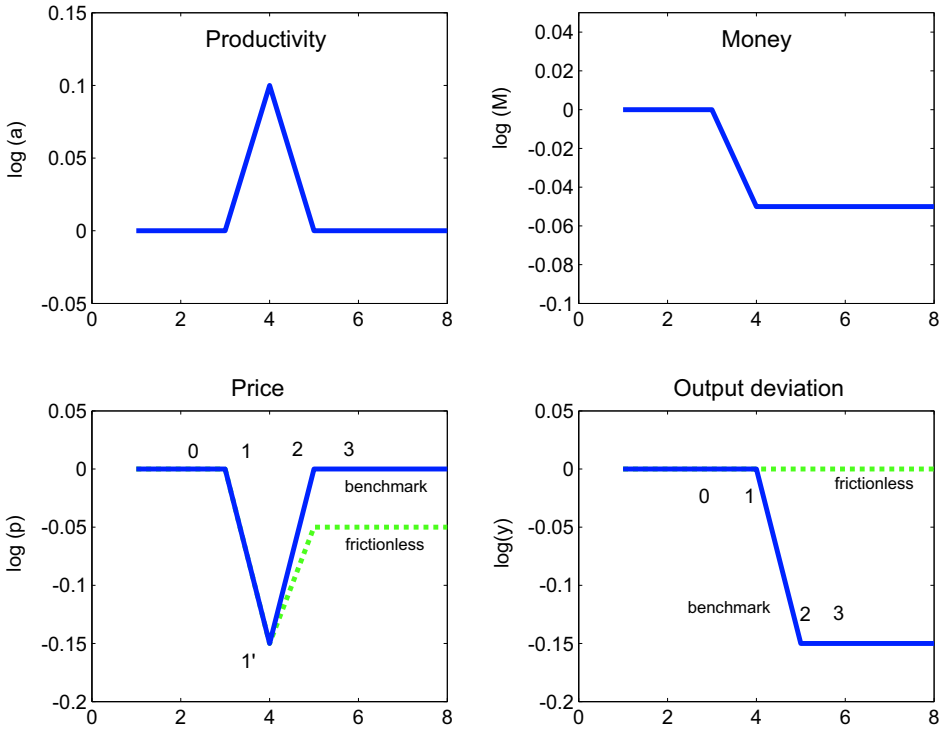 Productivity
log (a)
0.15
0.1
0.05
0
-0.05
0 2 4 6 8
Money
log (M)
0.04
0.02
0
-0.02
-0.04
-0.06
-0.08
-0.1
0 2 4 6 8
Price
log (p)
0.05
0
-0.05
-0.1
-0.15
-0.2
0 1 2 3
benchmark
frictionless
1'
0 2 4 6 8
Output deviation
log(y)
0.05
0
-0.05
-0.1
-0.15
-0.2
frictionless
0 1
benchmark
2 3
0 2 4 6 8